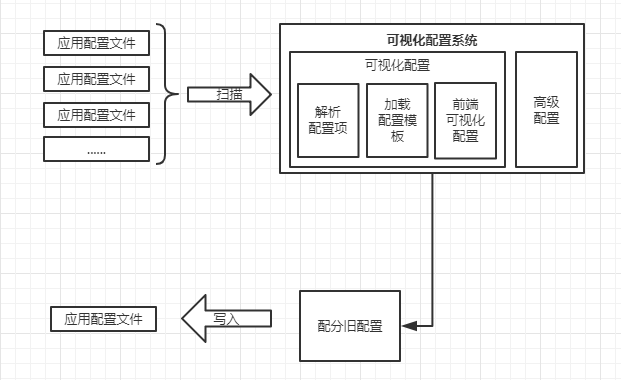 应用配置文件
应用配置文件
应用配置文件
......
扫描
可视化配置系统
可视化配置
解析
配置项
加载
配置模
板
前端
可视化
配置
高级
配置
配分旧配置
写入
应用配置文件